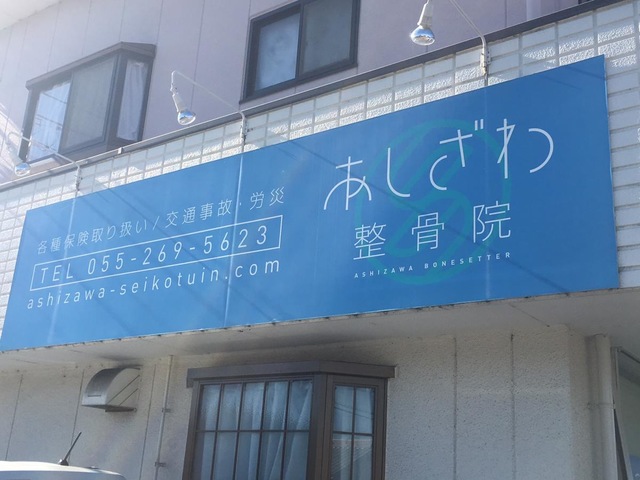 各種保険取り扱い/交通事故・労災
TEL 055-269-5623
ashizawa-seikotuin.com
あしざわ
整骨院
ASHIZAWA BONESETTER